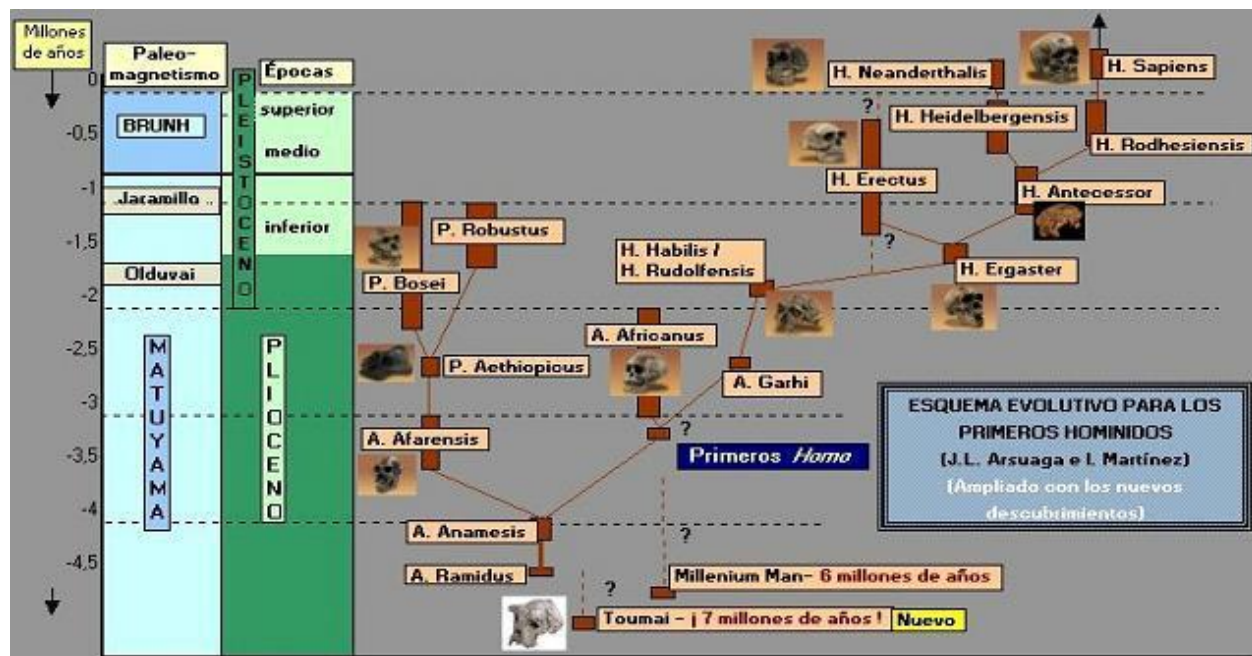 Millones
de años
Paleo-
magnetismo
Épocas
0
-0,5
-1
-1,5
-2
-2,5
-3
-3,5
-4
-4,5
BRUNH
Jaramillo ..
Olduvai
MATUYAMA
PLEISTOCENO
PLIOCENO
superior
medio
inferior
H. Neanderthalis
H. Sapiens
?
H. Heidelbergensis
H. Rodhesiensis
H. Erectus
H. Antecessor
P. Robustus
?
H. Habilis /
H. Rudolfensis
H. Ergaster
P. Bosei
A. Africanus
P. Aethiopicus
A. Garhi
A. Afarensis
?
Primeros Homo
ESQUEMA EVOLUTIVO PARA LOS
PRIMEROS HOMINIDOS
(J.L. Arsuaga e I. Martínez)
(Ampliado con los nuevos
descubrimientos)
A. Anamesis
?
A. Ramidus
?
Millenium Man- 6 millones de años
Toumai - ¡ 7 millones de años !
Nuevo